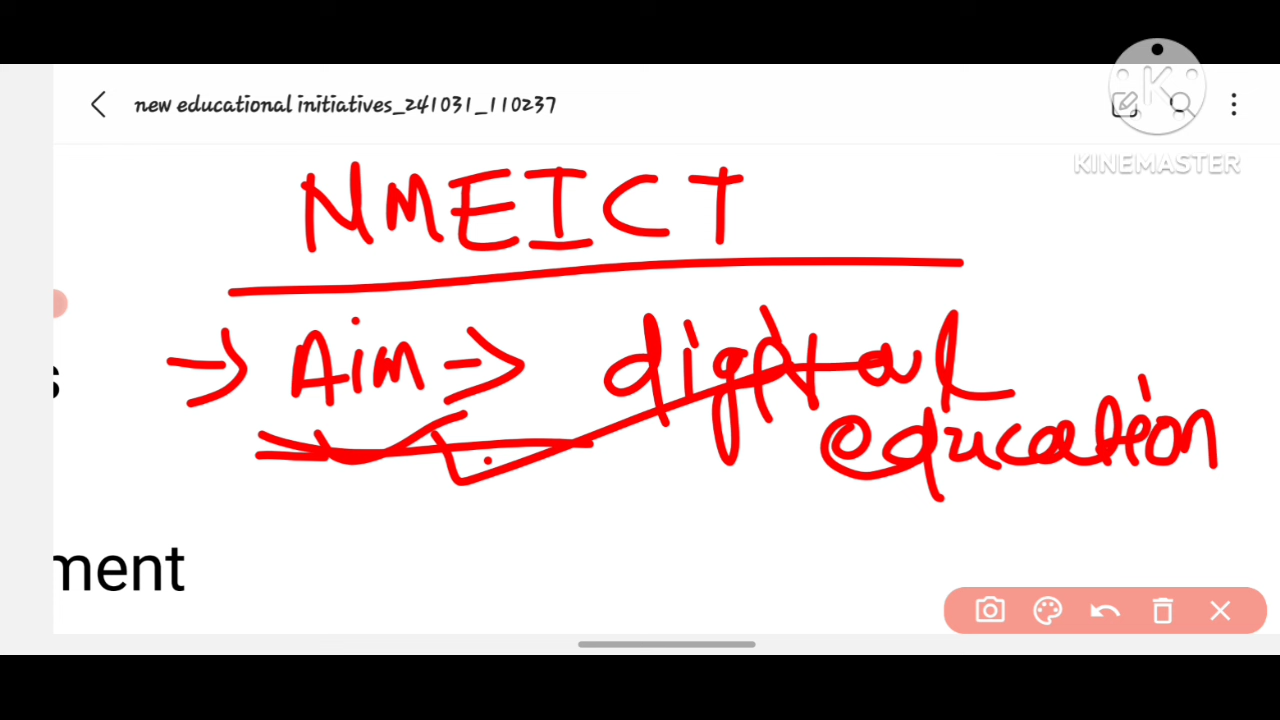 new educational initiatives_241031_110237
KINEMASTER
NMEICT
→ Aim → digital
education
s
ment